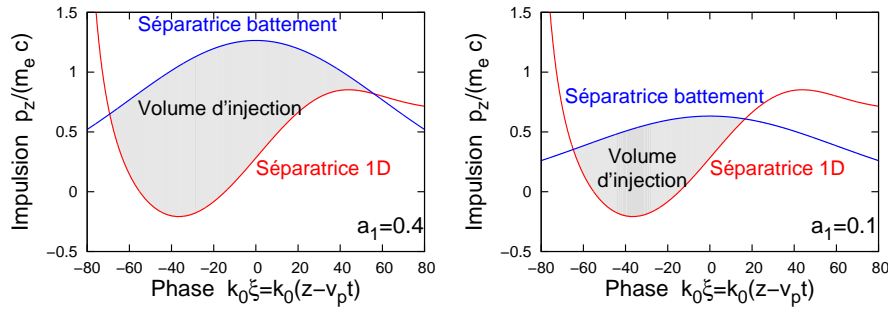 1.5
1
0.5
0
-0.5
-80 -60 -40 -20 0 20 40 60 80
Impulsion p_z/(m_e c)
Phase k_0ξ=k_0(z−v_pt)
Séparatrice battement
Volume d'injection
Séparatrice 1D
a_1=0.4
1.5
1
0.5
0
-0.5
-80 -60 -40 -20 0 20 40 60 80
Impulsion p_z/(m_e c)
Phase k_0ξ=k_0(z−v_pt)
Séparatrice battement
Volume
d'injection
Séparatrice 1D
a_1=0.1